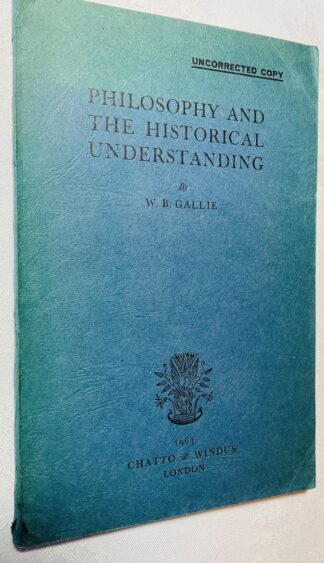 UNCORRECTED COPY
PHILOSOPHY AND
THE HISTORICAL
UNDERSTANDING
By
W. B. GALLIE
1963
CHATTO & WINDUS
LONDON